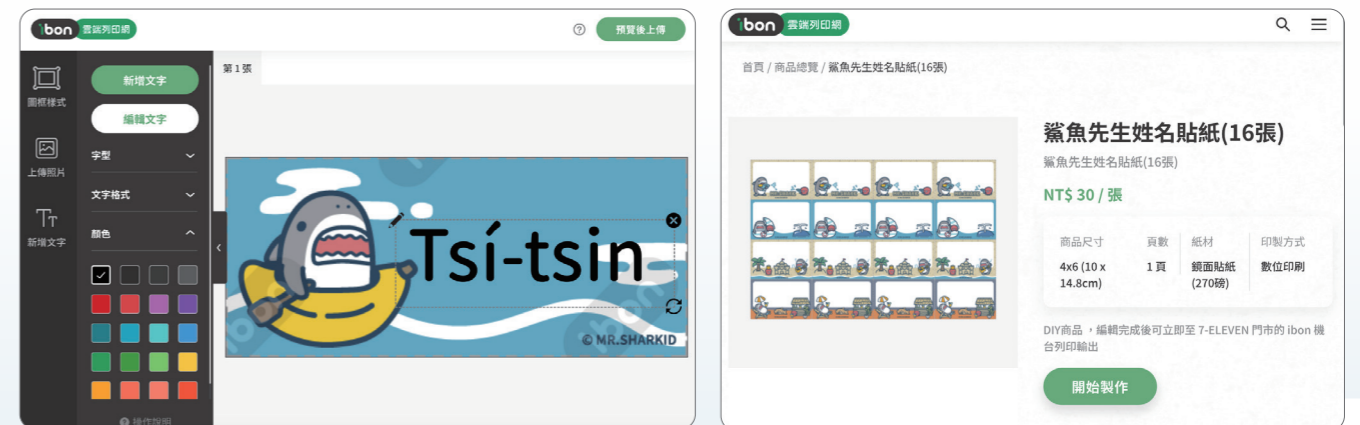 ibon 雲端列印網
預覽後上傳
圖框樣式
上傳照片
新增文字
新增文字
編輯文字
字型
文字格式
顏色
操作說明
第1張
Tsí-tsin
© MR.SHARKID
ibon 雲端列印網
首頁 / 商品總覽 / 鯊魚先生姓名貼紙(16張)
鯊魚先生姓名貼紙(16張)
鯊魚先生姓名貼紙(16張)
NT$ 30 / 張
商品尺寸 頁數 紙材 印製方式
4x6 (10 x 1 頁 鏡面貼紙 數位印刷
14.8cm) (270磅)
DIY商品，編輯完成後可立即至 7-ELEVEN 門市的 ibon 機
台列印輸出
開始製作